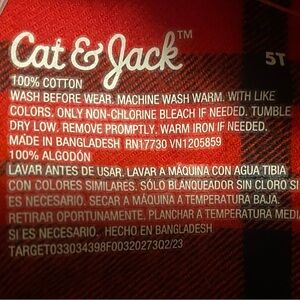 Cat & Jack™
5T
100% COTTON
WASH BEFORE WEAR. MACHINE WASH WARM. WITH LIKE
COLORS. ONLY NON-CHLORINE BLEACH IF NEEDED. TUMBLE
DRY LOW. REMOVE PROMPTLY. WARM IRON IF NEEDED.
MADE IN BANGLADESH RN17730 VN1205859
100% ALGODÓN
LAVAR ANTES DE USAR. LAVAR A MÁQUINA CON AGUA TIBIA
CON COLORES SIMILARES. SÓLO BLANQUEADOR SIN CLORO SI
ES NECESARIO. SECAR A MÁQUINA A TEMPERATURA BAJA.
RETIRAR OPORTUNAMENTE. PLANCHAR A TEMPERATURA MEDIA
SI ES NECESARIO. HECHO EN BANGLADESH
TARGET033034398F0032027302/23